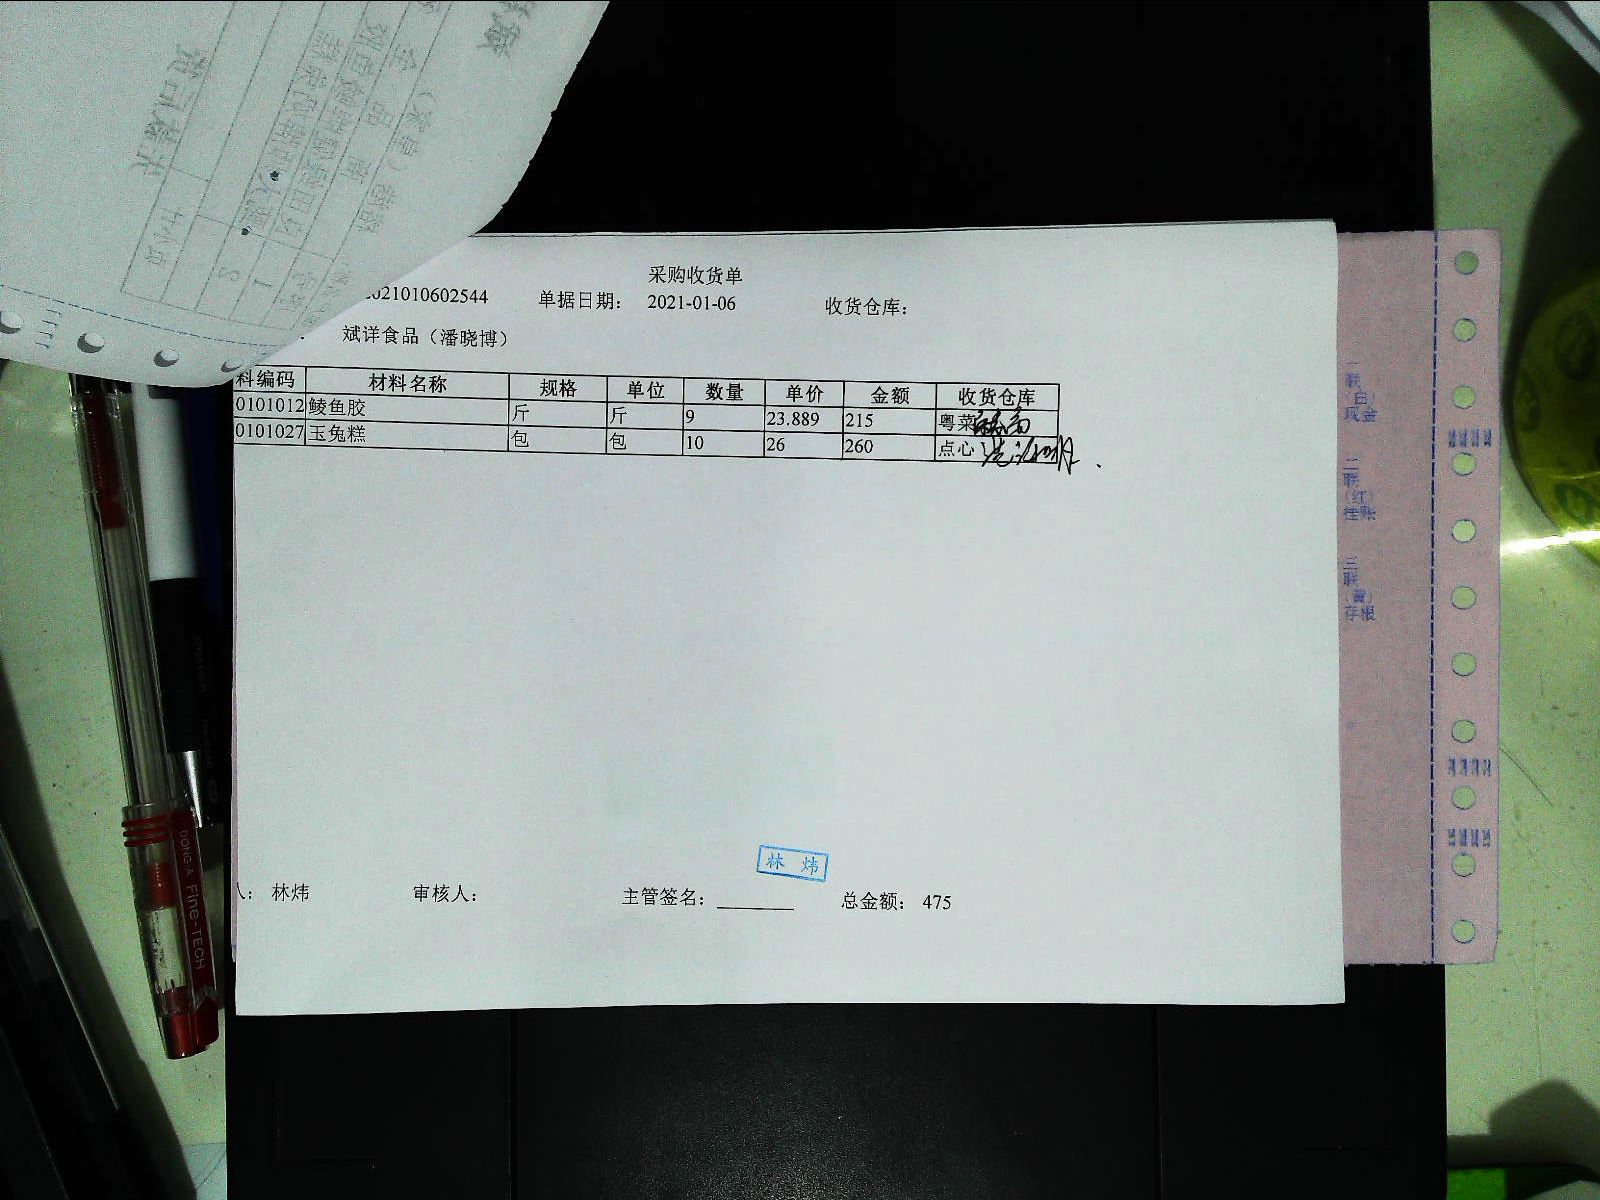 采购收货单
2021010602544 单据日期: 2021-01-06 收货仓库:
斌详食品（潘晓博）
料编码 材料名称 规格 单位 数量 单价 金额 收货仓库
0101012 鲮鱼胶 斤 斤 9 23.889 215 粤菜
0101027 玉兔糕 包 包 10 26 260 点心
林 炜
人: 林炜 审核人: 主管签名: 总金额: 475
一联（白）现金
二联（红）挂账
三联（黄）存根
DONG-A Fine-TECH